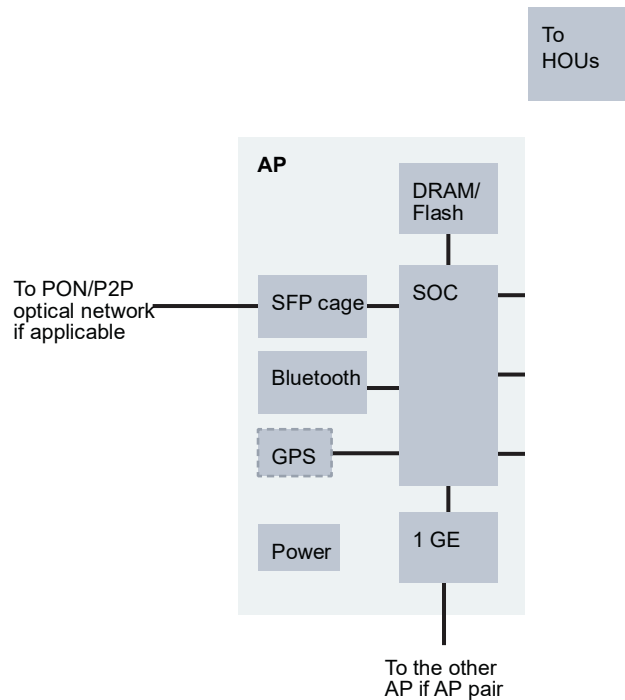 To
HOUs
AP
DRAM/
Flash
To PON/P2P
optical network
if applicable
SFP cage
SOC
Bluetooth
GPS
Power
1 GE
To the other
AP if AP pair